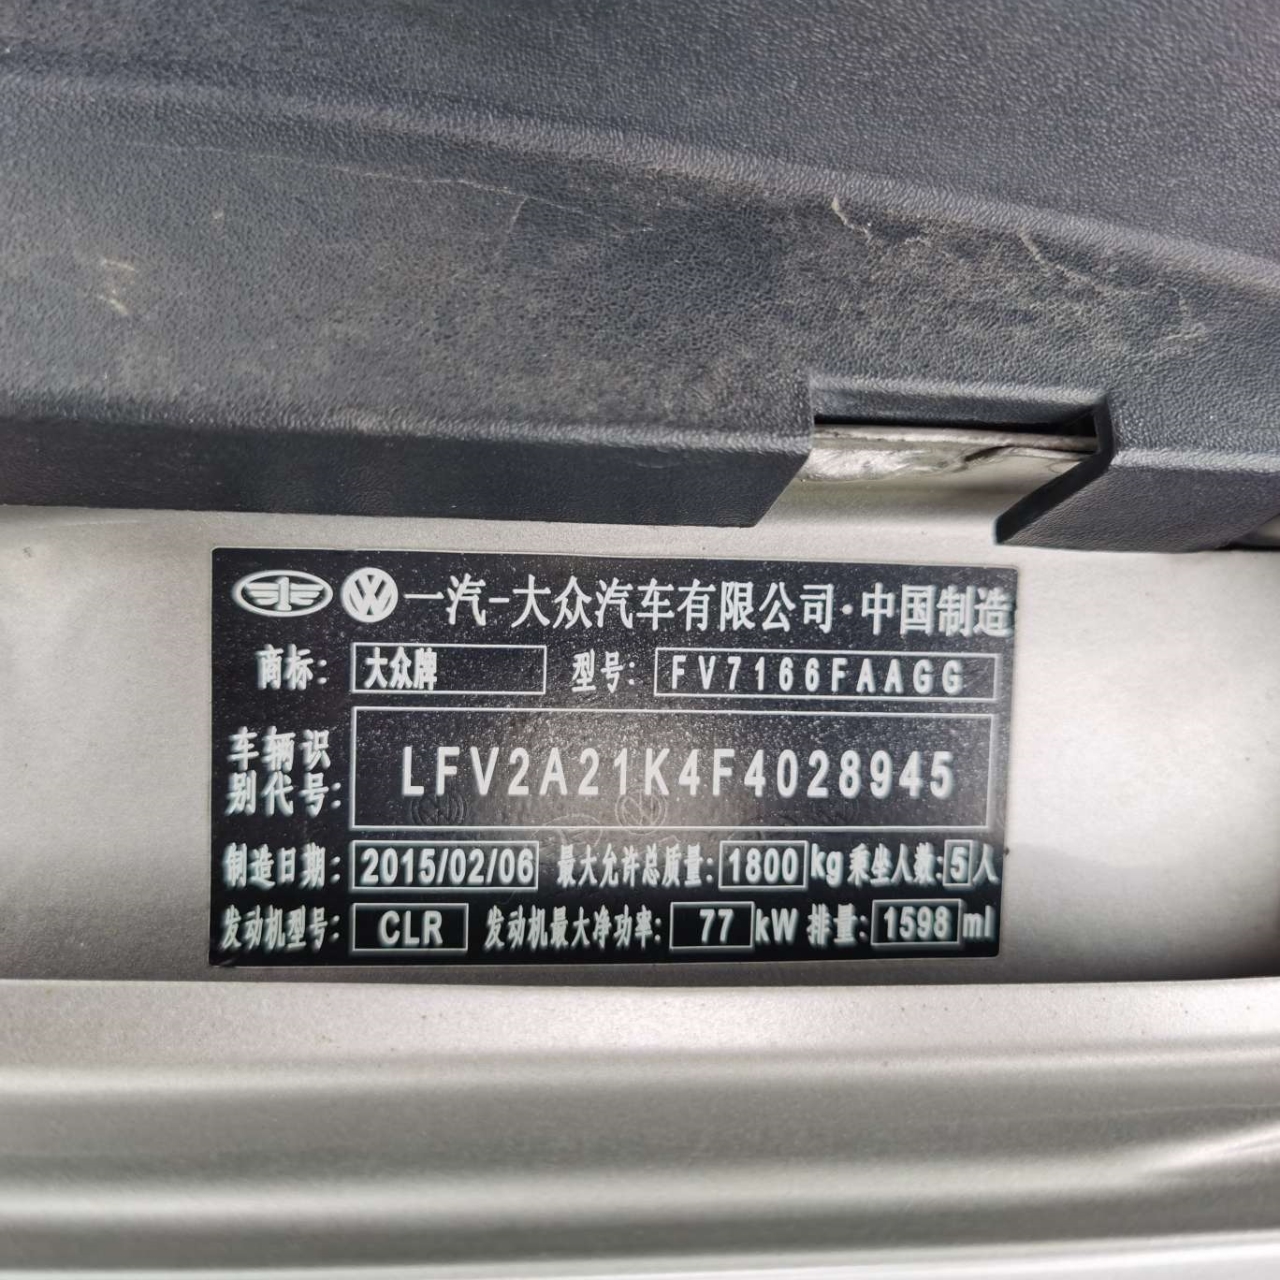 一汽-大众汽车有限公司·中国制造
商标: 大众牌 型号: FV7166FAAGG
车辆识别代号: LFV2A21K4F4028945
制造日期: 2015/02/06 最大允许总质量: 1800 kg 乘坐人数: 5 人
发动机型号: CLR 发动机最大净功率: 77 kW 排量: 1598 ml